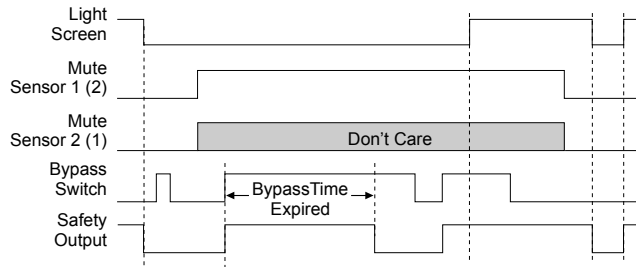 Light
Screen
Mute
Sensor 1 (2)
Mute
Sensor 2 (1)
Don't Care
Bypass
Switch
BypassTime
Expired
Safety
Output